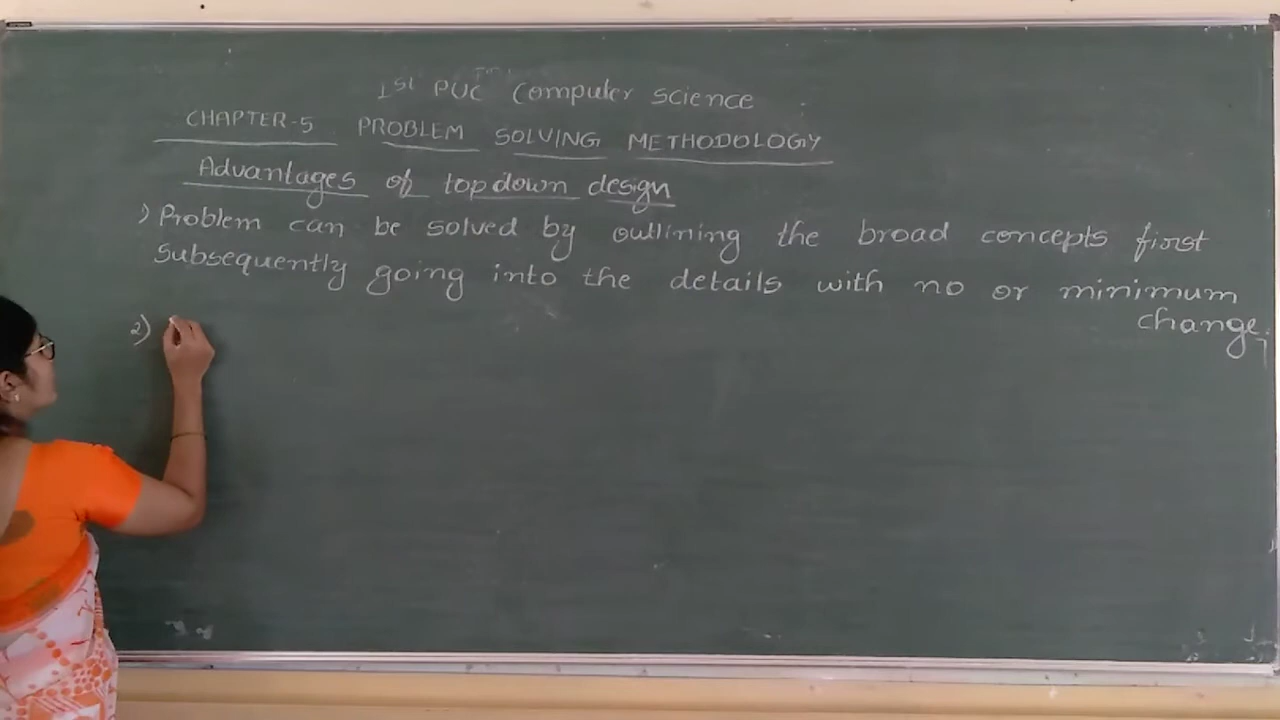 1st PUC Computer Science
CHAPTER-5 PROBLEM SOLVING METHODOLOGY
Advantages of topdown design
) Problem can be solved by outlining the broad concepts first
Subsequently going into the details with no or minimum
change.
2)